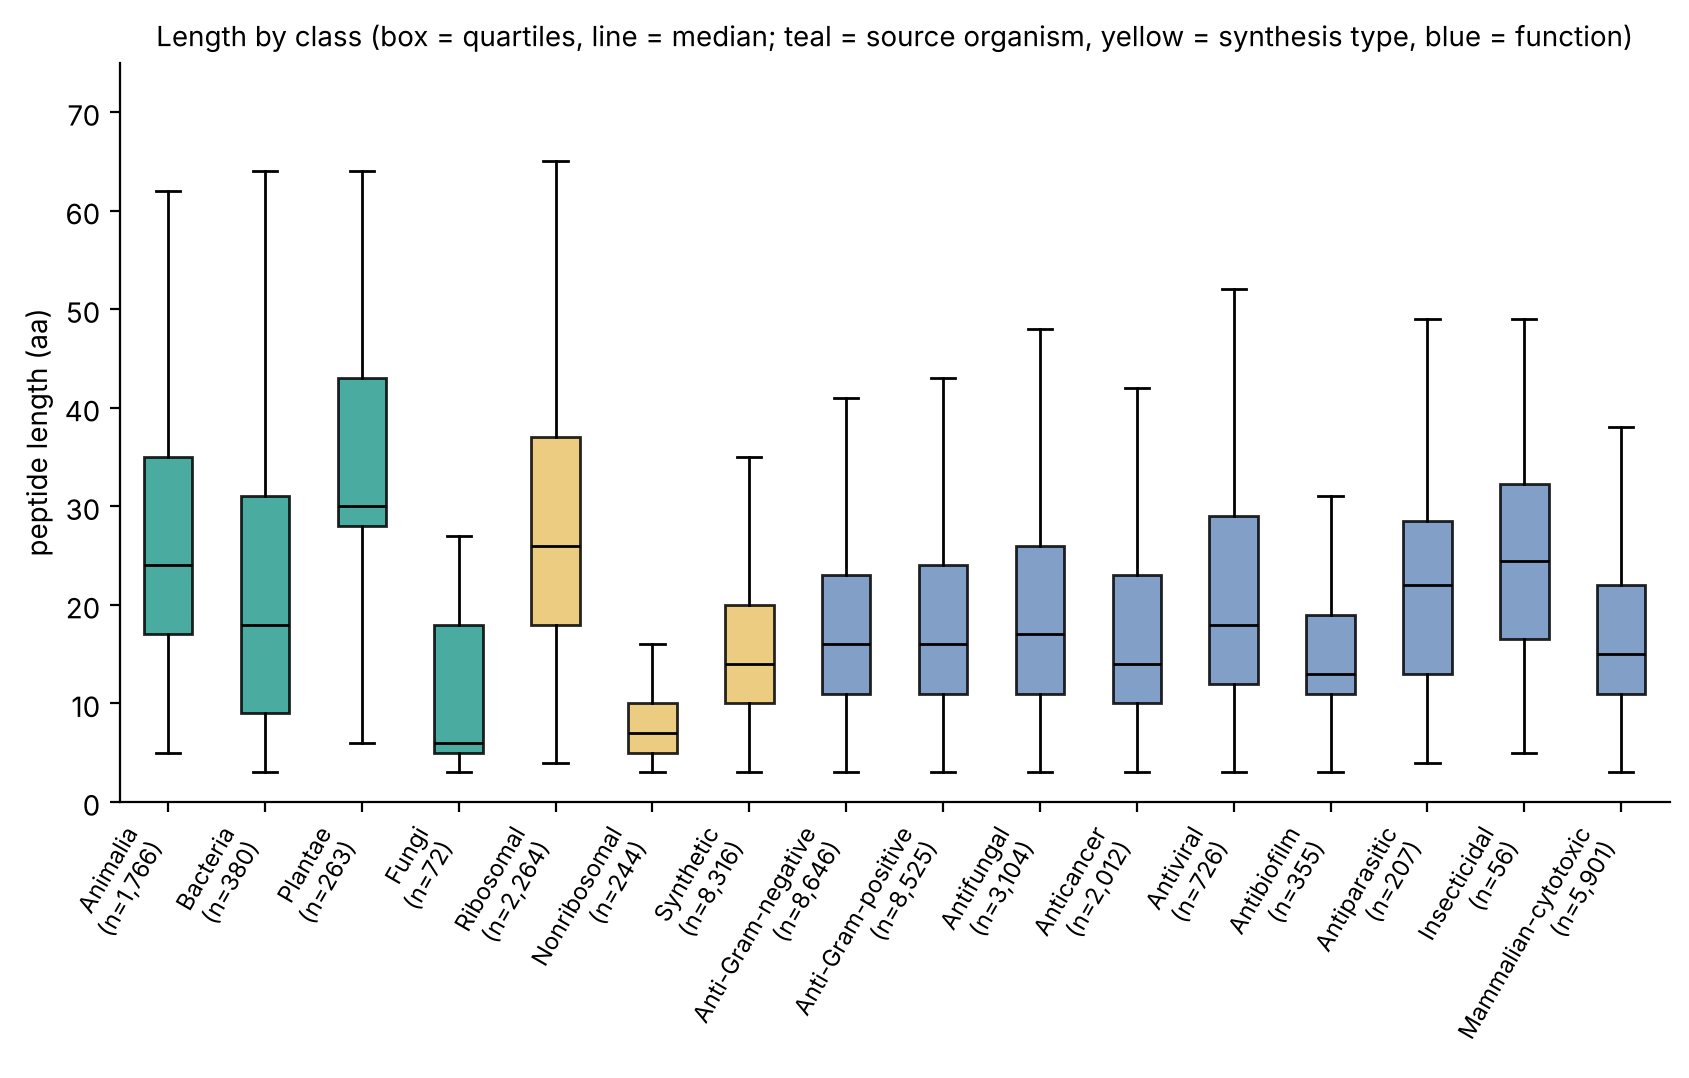 Length by class (box = quartiles, line = median; teal = source organism, yellow = synthesis type, blue = function)
peptide length (aa)
70
60
50
40
30
20
10
0
Animalia
(n=1,766)
Bacteria
(n=380)
Plantae
(n=263)
Fungi
(n=72)
Ribosomal
(n=2,264)
Nonribosomal
(n=244)
Synthetic
(n=8,316)
Anti-Gram-negative
(n=8,646)
Anti-Gram-positive
(n=8,525)
Antifungal
(n=3,104)
Anticancer
(n=2,012)
Antiviral
(n=726)
Antibiofilm
(n=355)
Antiparasitic
(n=207)
Insecticidal
(n=56)
Mammalian-cytotoxic
(n=5,901)